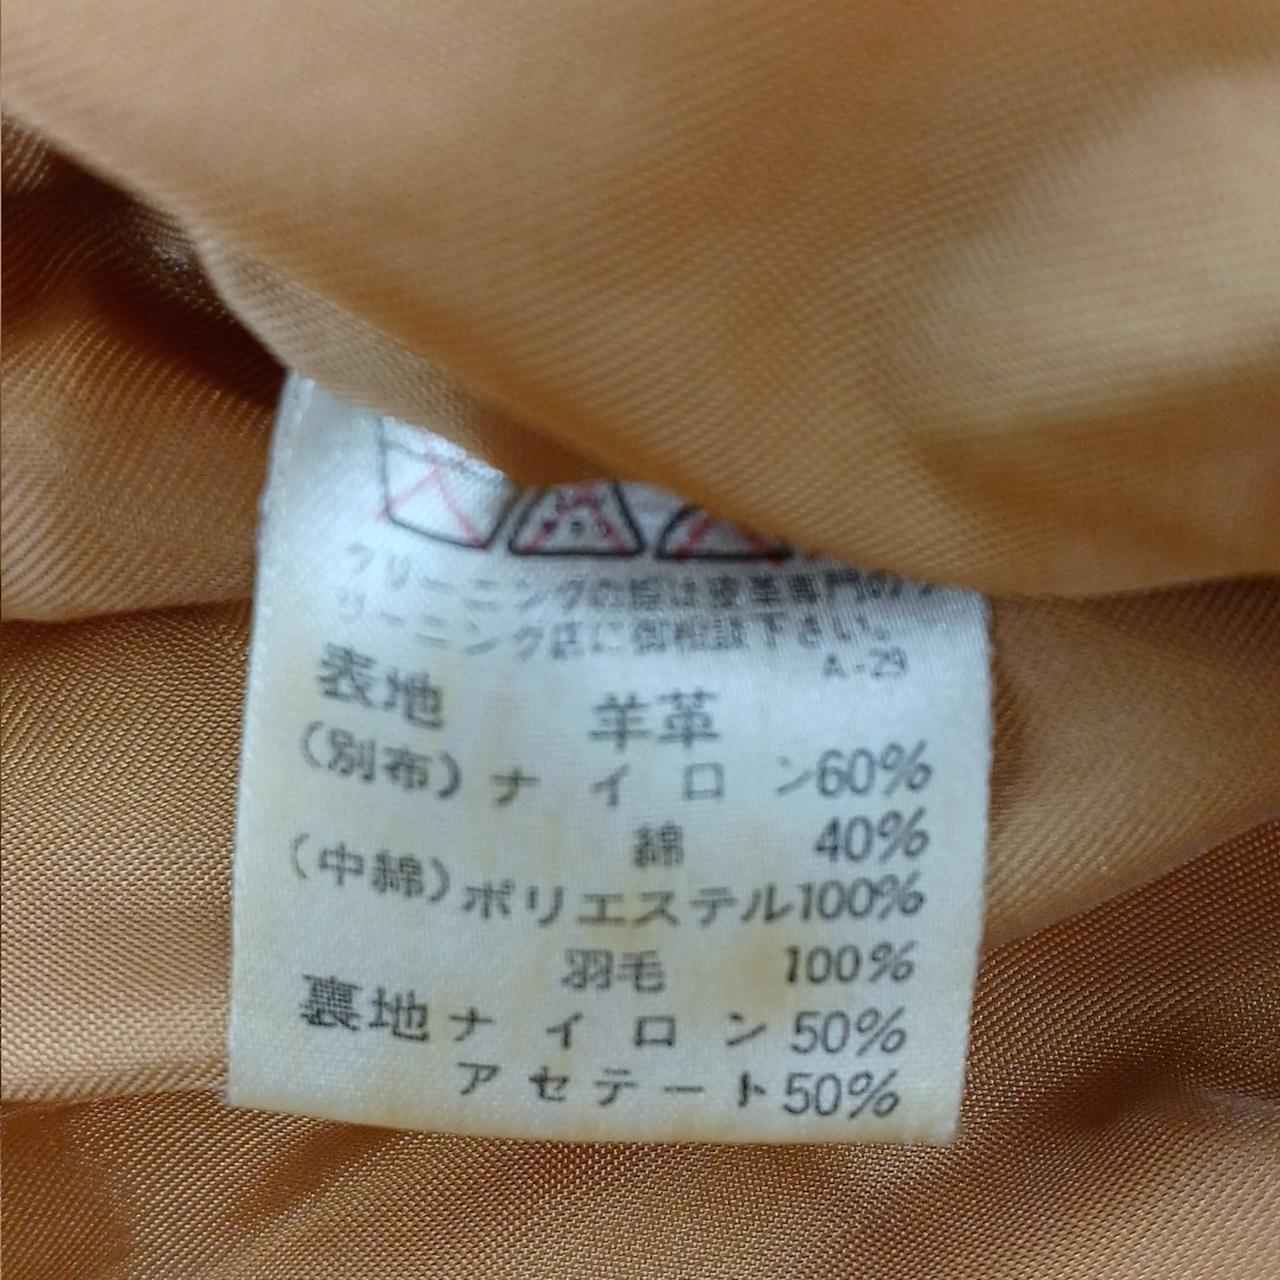 クリーニングの際は皮革専門のク
リーニング店に御相談下さい。
A-29
表地 羊革
(別布) ナイロン60%
綿 40%
(中綿) ポリエステル100%
羽毛 100%
裏地 ナイロン 50%
アセテート50%